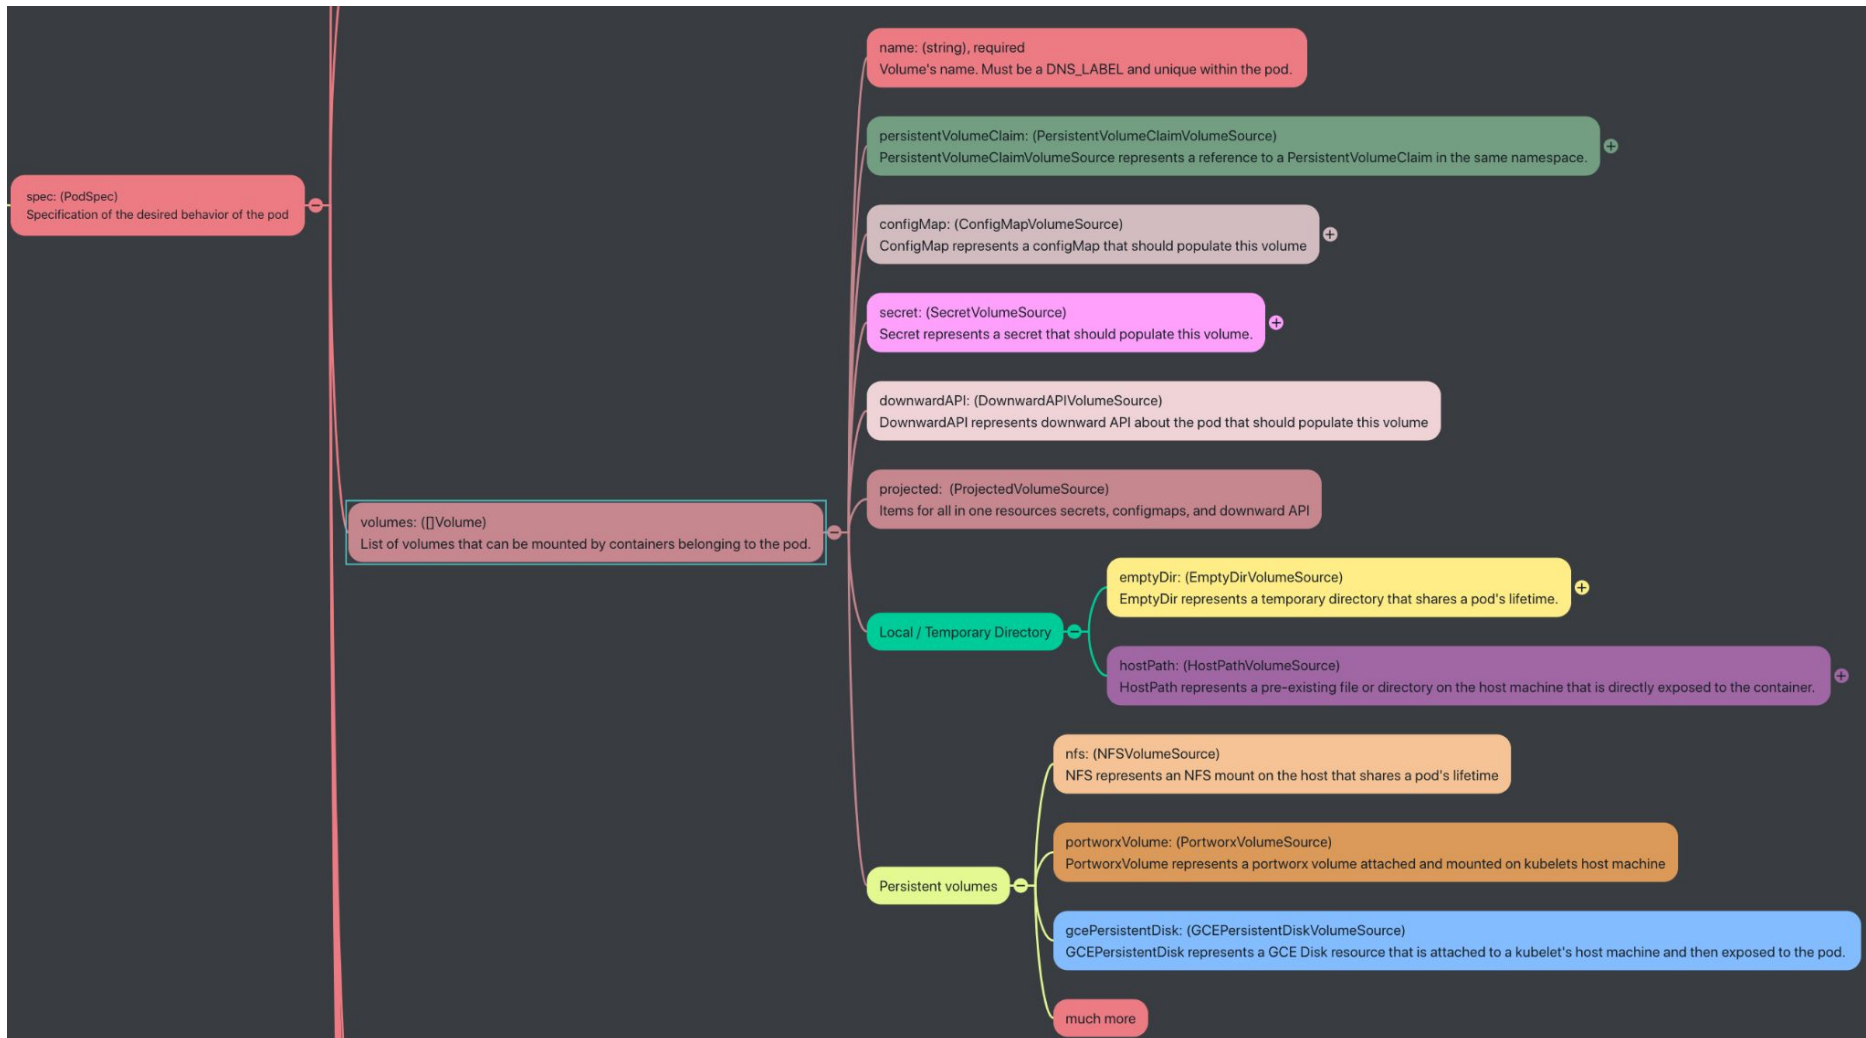 spec: (PodSpec)
Specification of the desired behavior of the pod
volumes: ([]Volume)
List of volumes that can be mounted by containers belonging to the pod.
name: (string), required
Volume's name. Must be a DNS_LABEL and unique within the pod.
persistentVolumeClaim: (PersistentVolumeClaimVolumeSource)
PersistentVolumeClaimVolumeSource represents a reference to a PersistentVolumeClaim in the same namespace.
configMap: (ConfigMapVolumeSource)
ConfigMap represents a configMap that should populate this volume
secret: (SecretVolumeSource)
Secret represents a secret that should populate this volume.
downwardAPI: (DownwardAPIVolumeSource)
DownwardAPI represents downward API about the pod that should populate this volume
projected:  (ProjectedVolumeSource)
Items for all in one resources secrets, configmaps, and downward API
Local / Temporary Directory
emptyDir: (EmptyDirVolumeSource)
EmptyDir represents a temporary directory that shares a pod's lifetime.
hostPath: (HostPathVolumeSource)
HostPath represents a pre-existing file or directory on the host machine that is directly exposed to the container.
Persistent volumes
nfs: (NFSVolumeSource)
NFS represents an NFS mount on the host that shares a pod's lifetime
portworxVolume: (PortworxVolumeSource)
PortworxVolume represents a portworx volume attached and mounted on kubelets host machine
gcePersistentDisk: (GCEPersistentDiskVolumeSource)
GCEPersistentDisk represents a GCE Disk resource that is attached to a kubelet's host machine and then exposed to the pod.
much more